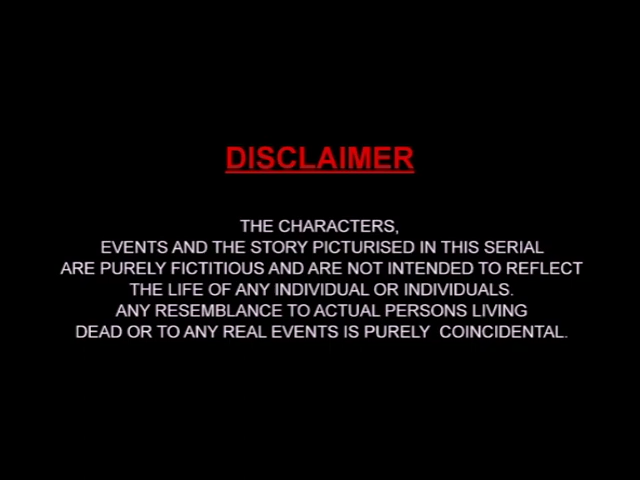 DISCLAIMER
THE CHARACTERS,
EVENTS AND THE STORY PICTURISED IN THIS SERIAL
ARE PURELY FICTITIOUS AND ARE NOT INTENDED TO REFLECT
THE LIFE OF ANY INDIVIDUAL OR INDIVIDUALS.
ANY RESEMBLANCE TO ACTUAL PERSONS LIVING
DEAD OR TO ANY REAL EVENTS IS PURELY COINCIDENTAL.